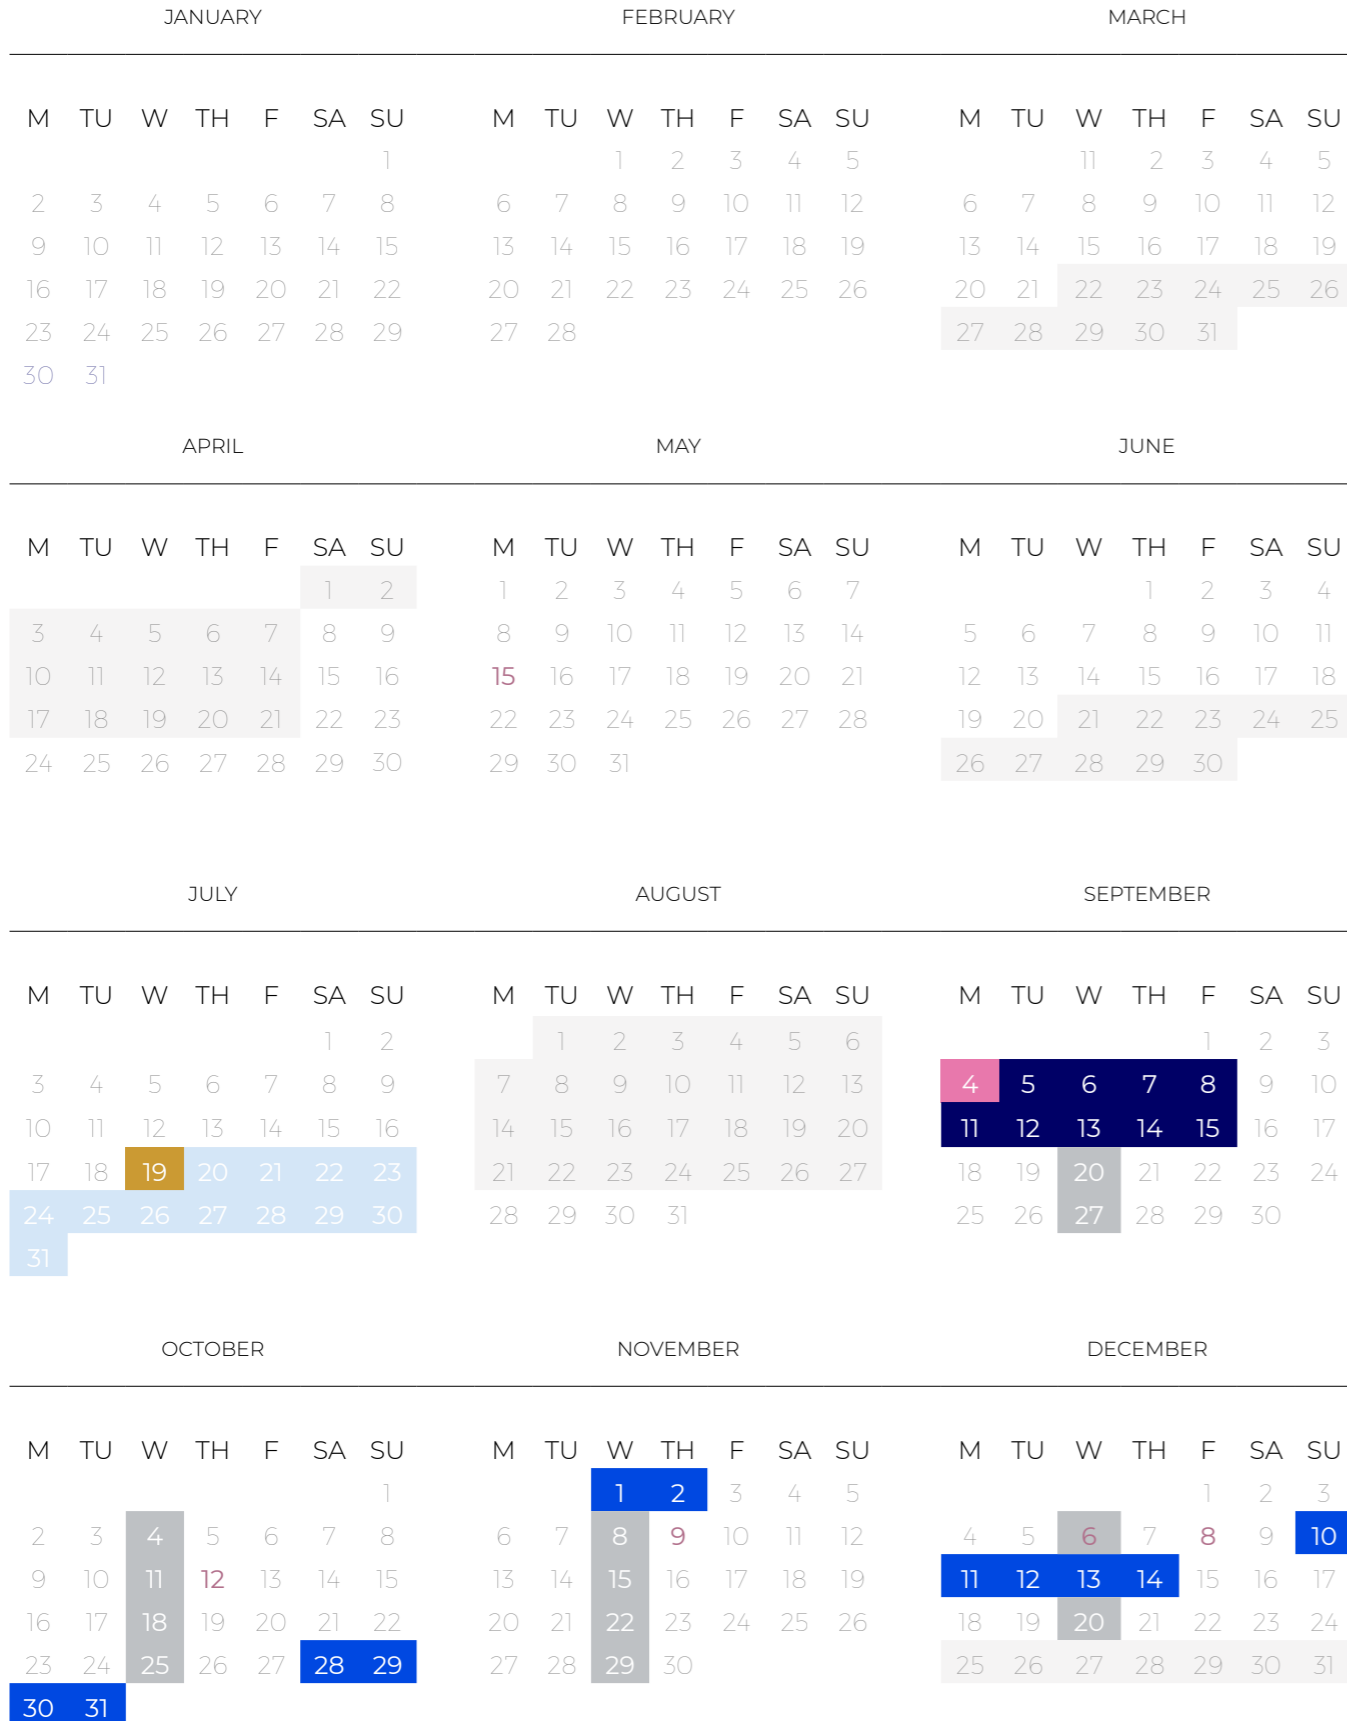 JANUARY FEBRUARY MARCH
M TU W TH F SA SU M TU W TH F SA SU M TU W TH F SA SU
1 1 2 3 4 5 11 2 3 4 5
2 3 4 5 6 7 8 6 7 8 9 10 11 12 6 7 8 9 10 11 12
9 10 11 12 13 14 15 13 14 15 16 17 18 19 13 14 15 16 17 18 19
16 17 18 19 20 21 22 20 21 22 23 24 25 26 20 21 22 23 24 25 26
23 24 25 26 27 28 29 27 28 27 28 29 30 31
30 31
APRIL MAY JUNE
M TU W TH F SA SU M TU W TH F SA SU M TU W TH F SA SU
1 2 1 2 3 4 5 6 7 1 2 3 4
3 4 5 6 7 8 9 8 9 10 11 12 13 14 5 6 7 8 9 10 11
10 11 12 13 14 15 16 15 16 17 18 19 20 21 12 13 14 15 16 17 18
17 18 19 20 21 22 23 22 23 24 25 26 27 28 19 20 21 22 23 24 25
24 25 26 27 28 29 30 29 30 31 26 27 28 29 30
JULY AUGUST SEPTEMBER
M TU W TH F SA SU M TU W TH F SA SU M TU W TH F SA SU
1 2 1 2 3 4 5 6 1 2 3
3 4 5 6 7 8 9 7 8 9 10 11 12 13 4 5 6 7 8 9 10
10 11 12 13 14 15 16 14 15 16 17 18 19 20 11 12 13 14 15 16 17
17 18 19 20 21 22 23 21 22 23 24 25 26 27 18 19 20 21 22 23 24
24 25 26 27 28 29 30 28 29 30 31 25 26 27 28 29 30
31
OCTOBER NOVEMBER DECEMBER
M TU W TH F SA SU M TU W TH F SA SU M TU W TH F SA SU
1 1 2 3 4 5 1 2 3
2 3 4 5 6 7 8 6 7 8 9 10 11 12 4 5 6 7 8 9 10
9 10 11 12 13 14 15 13 14 15 16 17 18 19 11 12 13 14 15 16 17
16 17 18 19 20 21 22 20 21 22 23 24 25 26 18 19 20 21 22 23 24
23 24 25 26 27 28 29 27 28 29 30 25 26 27 28 29 30 31
30 31